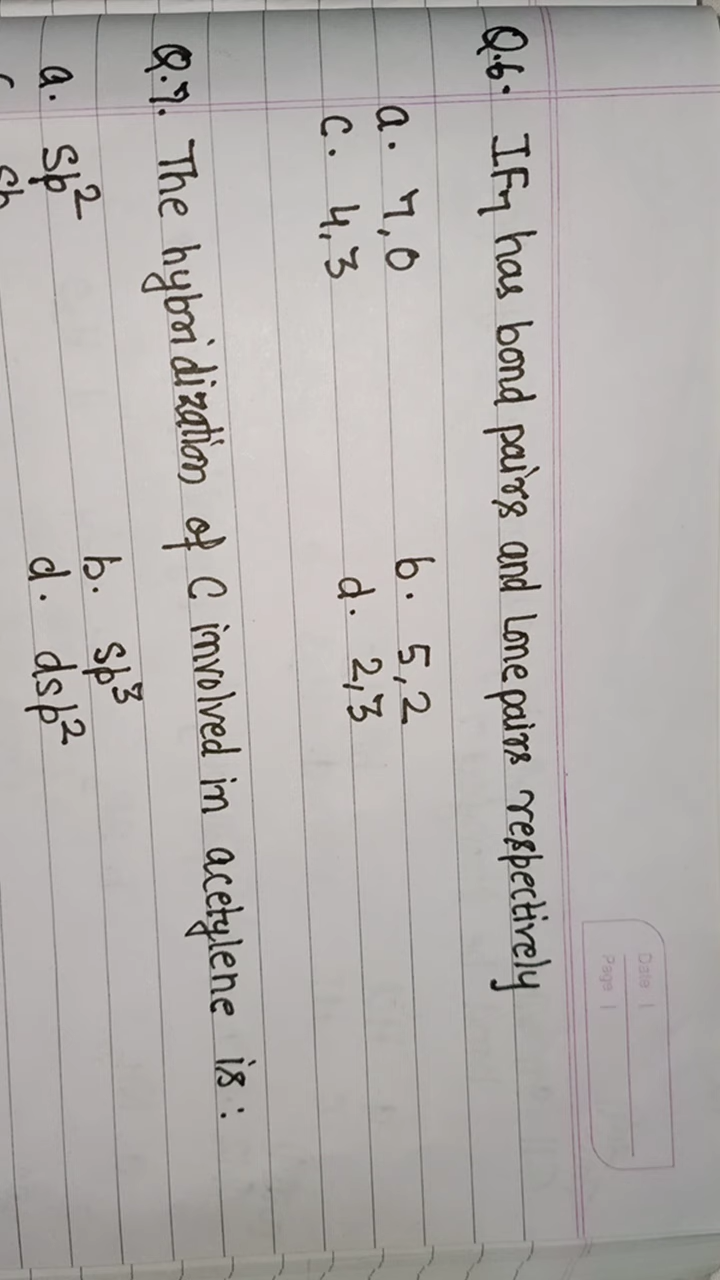 Date |
Page |
Q.6. IF7 has bond pairs and lone pairs respectively
a. 7,0 b. 5,2
c. 4,3 d. 2,3
Q.7. The hybridization of C involved in acetylene is:
a. sp² b. sp³
c sp d. dsp²